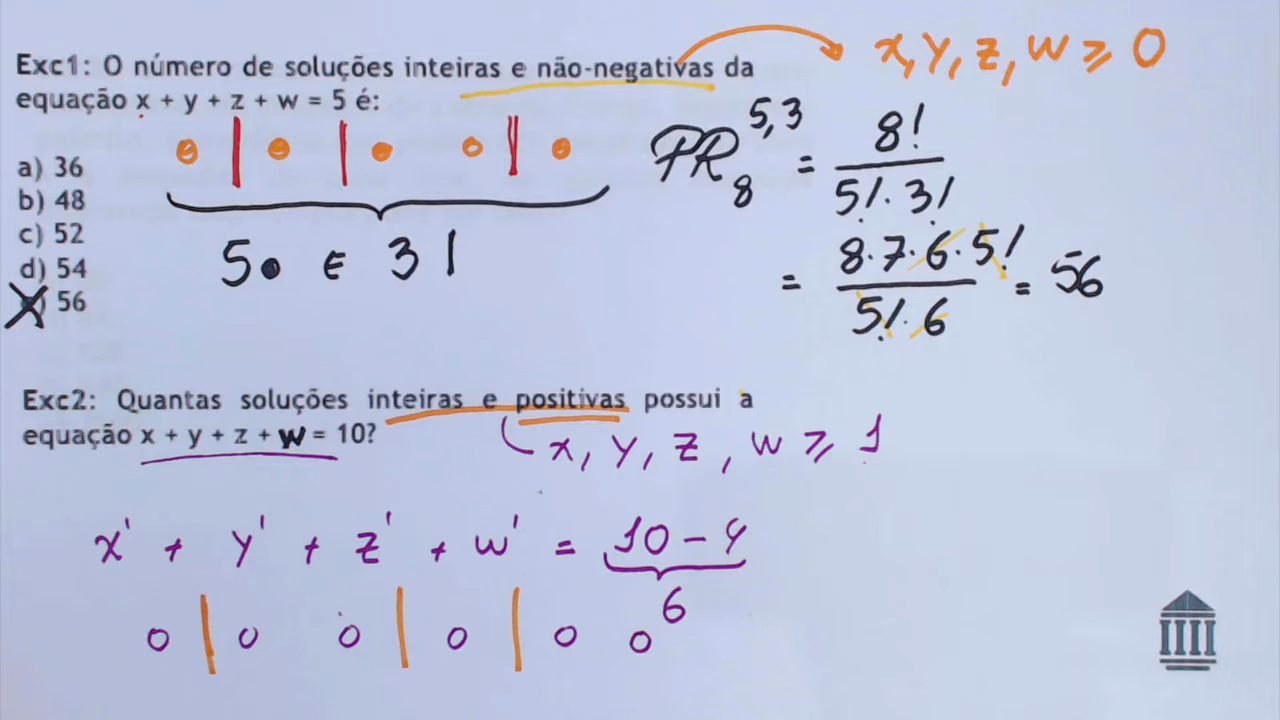 Exc1: O número de soluções inteiras e não-negativas da
equação x + y + z + w = 5 é:
x, y, z, w ⩾ 0
a) 36
b) 48
c) 52
d) 54
) 56
5• e 3 |
PR 8 5,3 = 8! / 5!.3!
= 8.7.6.5! / 5!.6 = 56
Exc2: Quantas soluções inteiras e positivas possui a
equação x + y + z + w = 10?
x, y, z, w ⩾ 1
x' + y' + z' + w' = 10 - 4
6
o | o o | o | o o